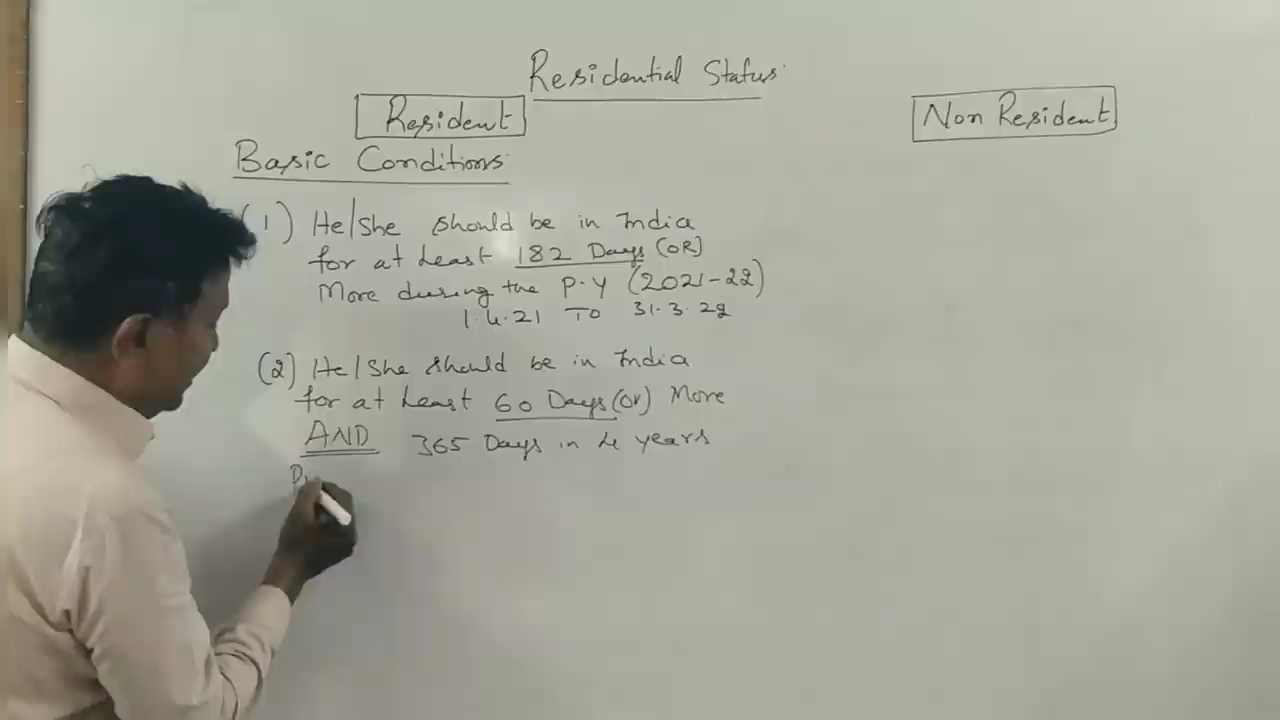 Residential Status
Resident
Non Resident
Basic Conditions
(1) He/She should be in India
for at Least 182 Days (OR)
More during the P.Y (2021-22)
1.4.21 TO 31.3.22
(2) He/She should be in India
for at Least 60 Days (Or) More
AND 365 Days in 4 years